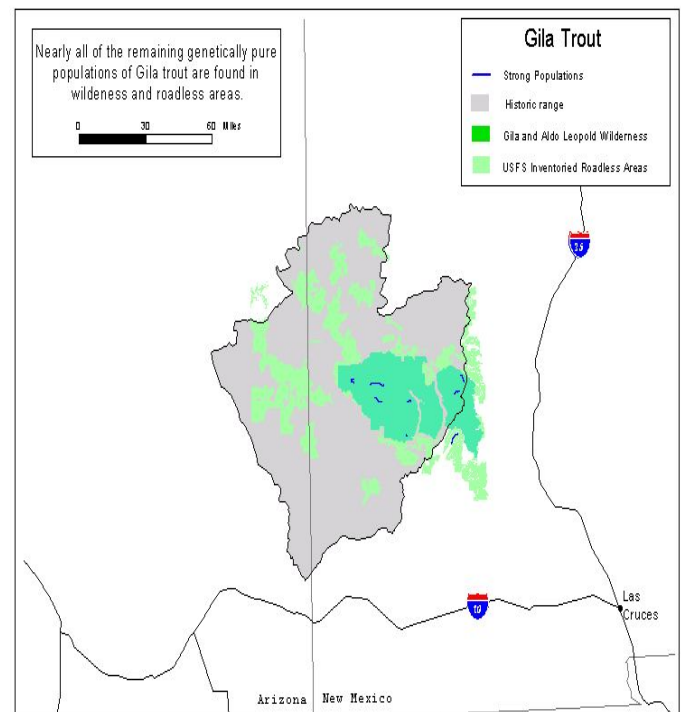 Nearly all of the remaining genetically pure
populations of Gila trout are found in
wildeness and roadless areas.
0 30 60 Miles
Gila Trout
Strong Populations
Historic range
Gila and Aldo Leopold Wilderness
USFS Inventoried Roadless Areas
25
10
Las
Cruces
Arizona New Mexico